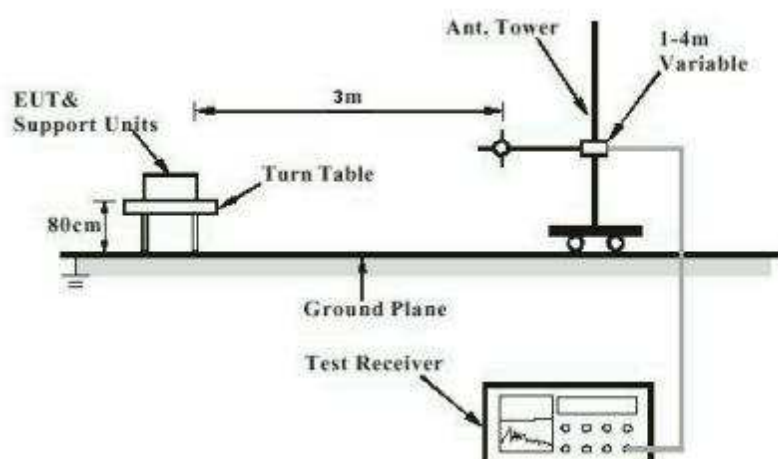 Ant. Tower
1-4m
Variable
3m
EUT&
Support Units
Turn Table
80cm
Ground Plane
Test Receiver